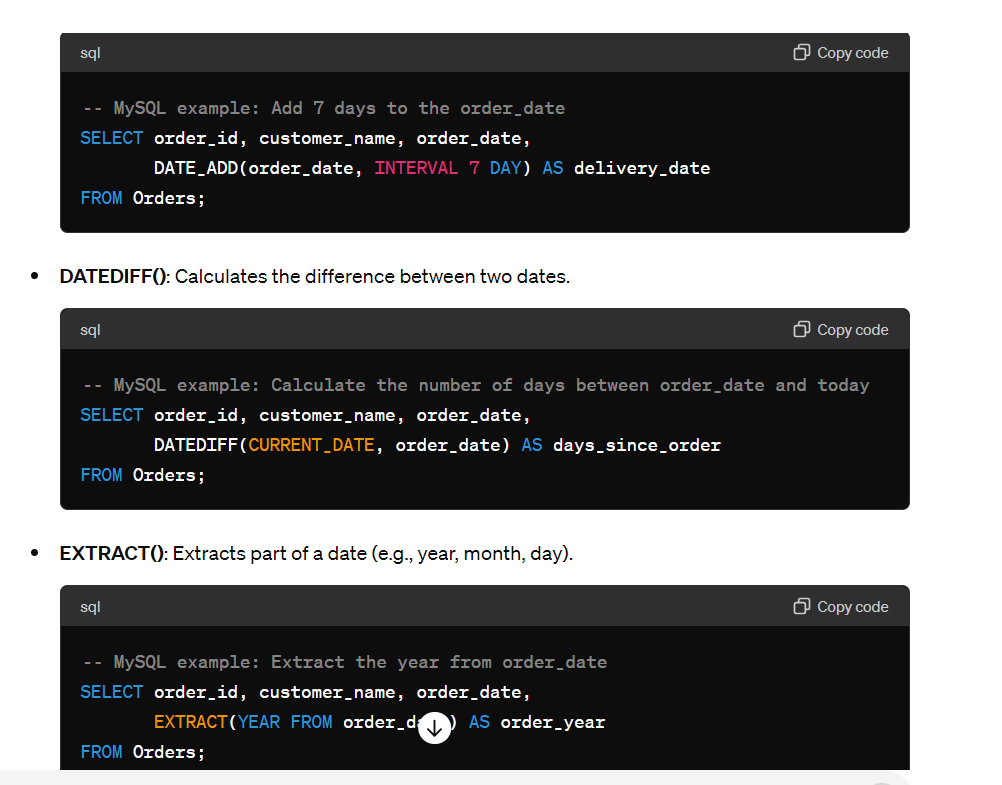 sql Copy code
-- MySQL example: Add 7 days to the order_date
SELECT order_id, customer_name, order_date,
DATE_ADD(order_date, INTERVAL 7 DAY) AS delivery_date
FROM Orders;
• DATEDIFF(): Calculates the difference between two dates.
sql Copy code
-- MySQL example: Calculate the number of days between order_date and today
SELECT order_id, customer_name, order_date,
DATEDIFF(CURRENT_DATE, order_date) AS days_since_order
FROM Orders;
• EXTRACT(): Extracts part of a date (e.g., year, month, day).
sql Copy code
-- MySQL example: Extract the year from order_date
SELECT order_id, customer_name, order_date,
EXTRACT(YEAR FROM ) AS order_year
FROM Orders;